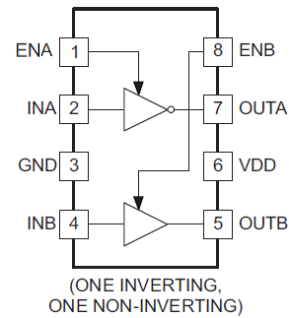 ENA 1 8 ENB
INA 2 7 OUTA
GND 3 6 VDD
INB 4 5 OUTB
(ONE INVERTING,
ONE NON-INVERTING)